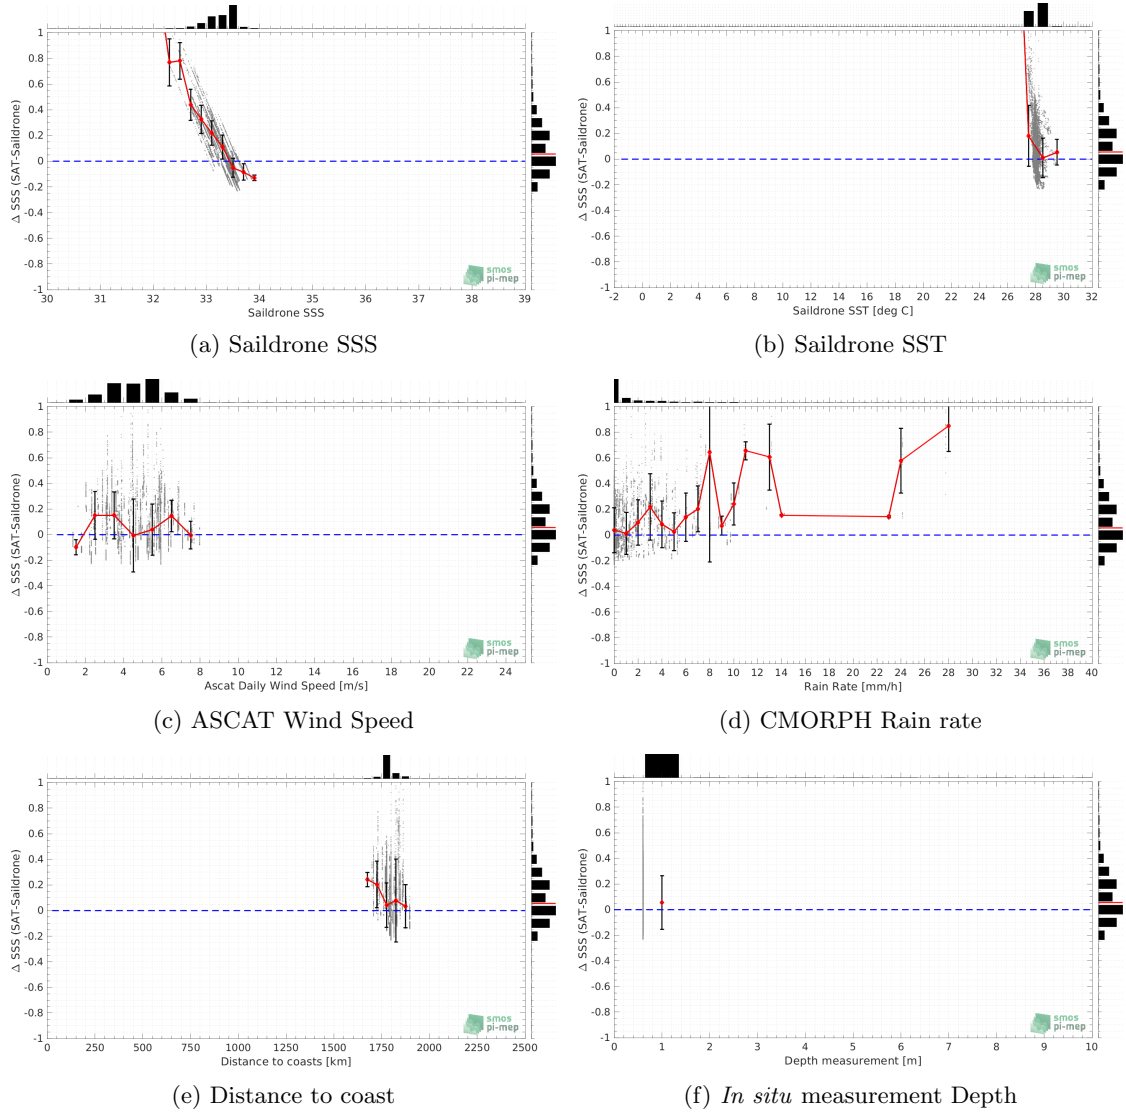 1
0.8
0.6
0.4
0.2
0
-0.2
-0.4
-0.6
-0.8
-1
Δ SSS (SAT-Saildrone)
30 31 32 33 34 35 36 37 38 39
Saildrone SSS
smos
pi-mep
(a) Saildrone SSS
1
0.8
0.6
0.4
0.2
0
-0.2
-0.4
-0.6
-0.8
-1
Δ SSS (SAT-Saildrone)
-2 0 2 4 6 8 10 12 14 16 18 20 22 24 26 28 30 32
Saildrone SST [deg C]
smos
pi-mep
(b) Saildrone SST
1
0.8
0.6
0.4
0.2
0
-0.2
-0.4
-0.6
-0.8
-1
Δ SSS (SAT-Saildrone)
0 2 4 6 8 10 12 14 16 18 20 22 24
Ascat Daily Wind Speed [m/s]
smos
pi-mep
(c) ASCAT Wind Speed
1
0.8
0.6
0.4
0.2
0
-0.2
-0.4
-0.6
-0.8
-1
Δ SSS (SAT-Saildrone)
0 2 4 6 8 10 12 14 16 18 20 22 24 26 28 30 32 34 36 38 40
Rain Rate [mm/h]
smos
pi-mep
(d) CMORPH Rain rate
1
0.8
0.6
0.4
0.2
0
-0.2
-0.4
-0.6
-0.8
-1
Δ SSS (SAT-Saildrone)
0 250 500 750 1000 1250 1500 1750 2000 2250 2500
Distance to coasts [km]
smos
pi-mep
(e) Distance to coast
1
0.8
0.6
0.4
0.2
0
-0.2
-0.4
-0.6
-0.8
-1
Δ SSS (SAT-Saildrone)
0 1 2 3 4 5 6 7 8 9 10
Depth measurement [m]
smos
pi-mep
(f) In situ measurement Depth